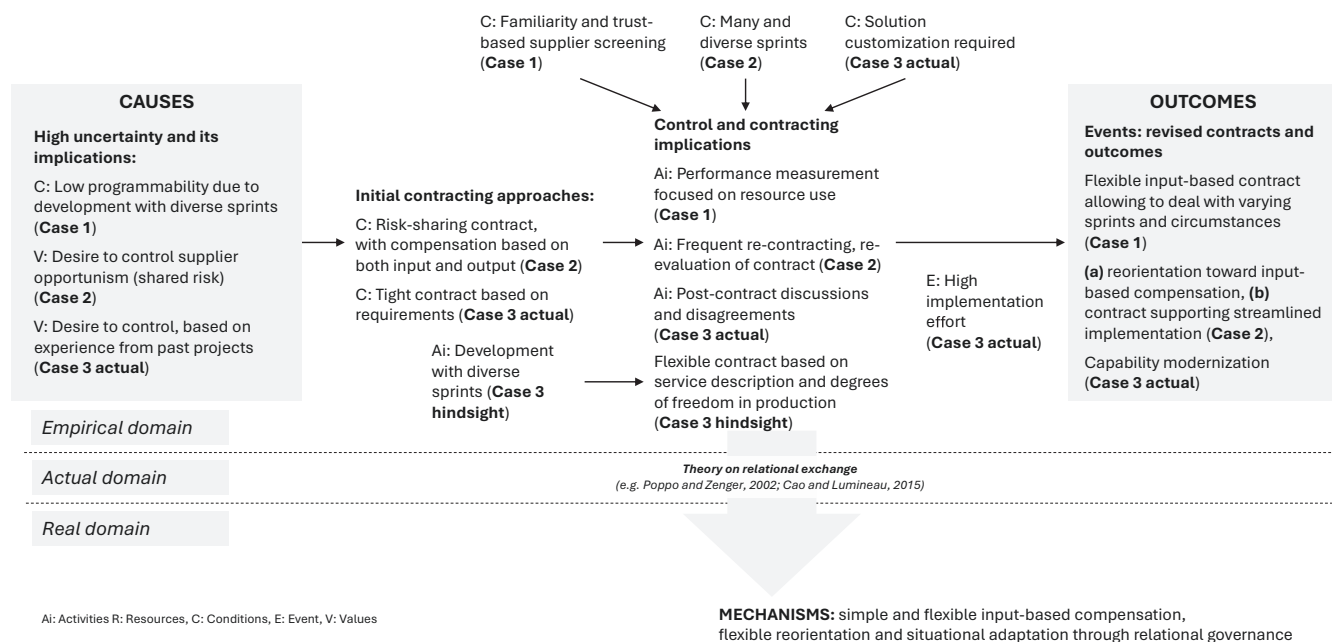 C: Familiarity and trust-
based supplier screening
(Case 1)
C: Many and
diverse sprints
(Case 2)
C: Solution
customization required
(Case 3 actual)
CAUSES
High uncertainty and its
implications:
C: Low programmability due to
development with diverse sprints
(Case 1)
V: Desire to control supplier
opportunism (shared risk)
(Case 2)
V: Desire to control, based on
experience from past projects
(Case 3 actual)
Initial contracting approaches:
C: Risk-sharing contract,
with compensation based on
both input and output (Case 2)
C: Tight contract based on
requirements (Case 3 actual)
Ai: Development
with diverse
sprints (Case 3
hindsight)
Control and contracting
implications
Ai: Performance measurement
focused on resource use
(Case 1)
Ai: Frequent re-contracting, re-
evaluation of contract (Case 2)
Ai: Post-contract discussions
and disagreements
(Case 3 actual)
Flexible contract based on
service description and degrees
of freedom in production
(Case 3 hindsight)
E: High
implementation
effort
(Case 3 actual)
OUTCOMES
Events: revised contracts and
outcomes
Flexible input-based contract
allowing to deal with varying
sprints and circumstances
(Case 1)
(a) reorientation toward input-
based compensation, (b)
contract supporting streamlined
implementation (Case 2),
Capability modernization
(Case 3 actual)
Empirical domain
Actual domain
Theory on relational exchange
(e.g. Poppo and Zenger, 2002; Cao and Lumineau, 2015)
Real domain
Ai: Activities R: Resources, C: Conditions, E: Event, V: Values
MECHANISMS: simple and flexible input-based compensation,
flexible reorientation and situational adaptation through relational governance